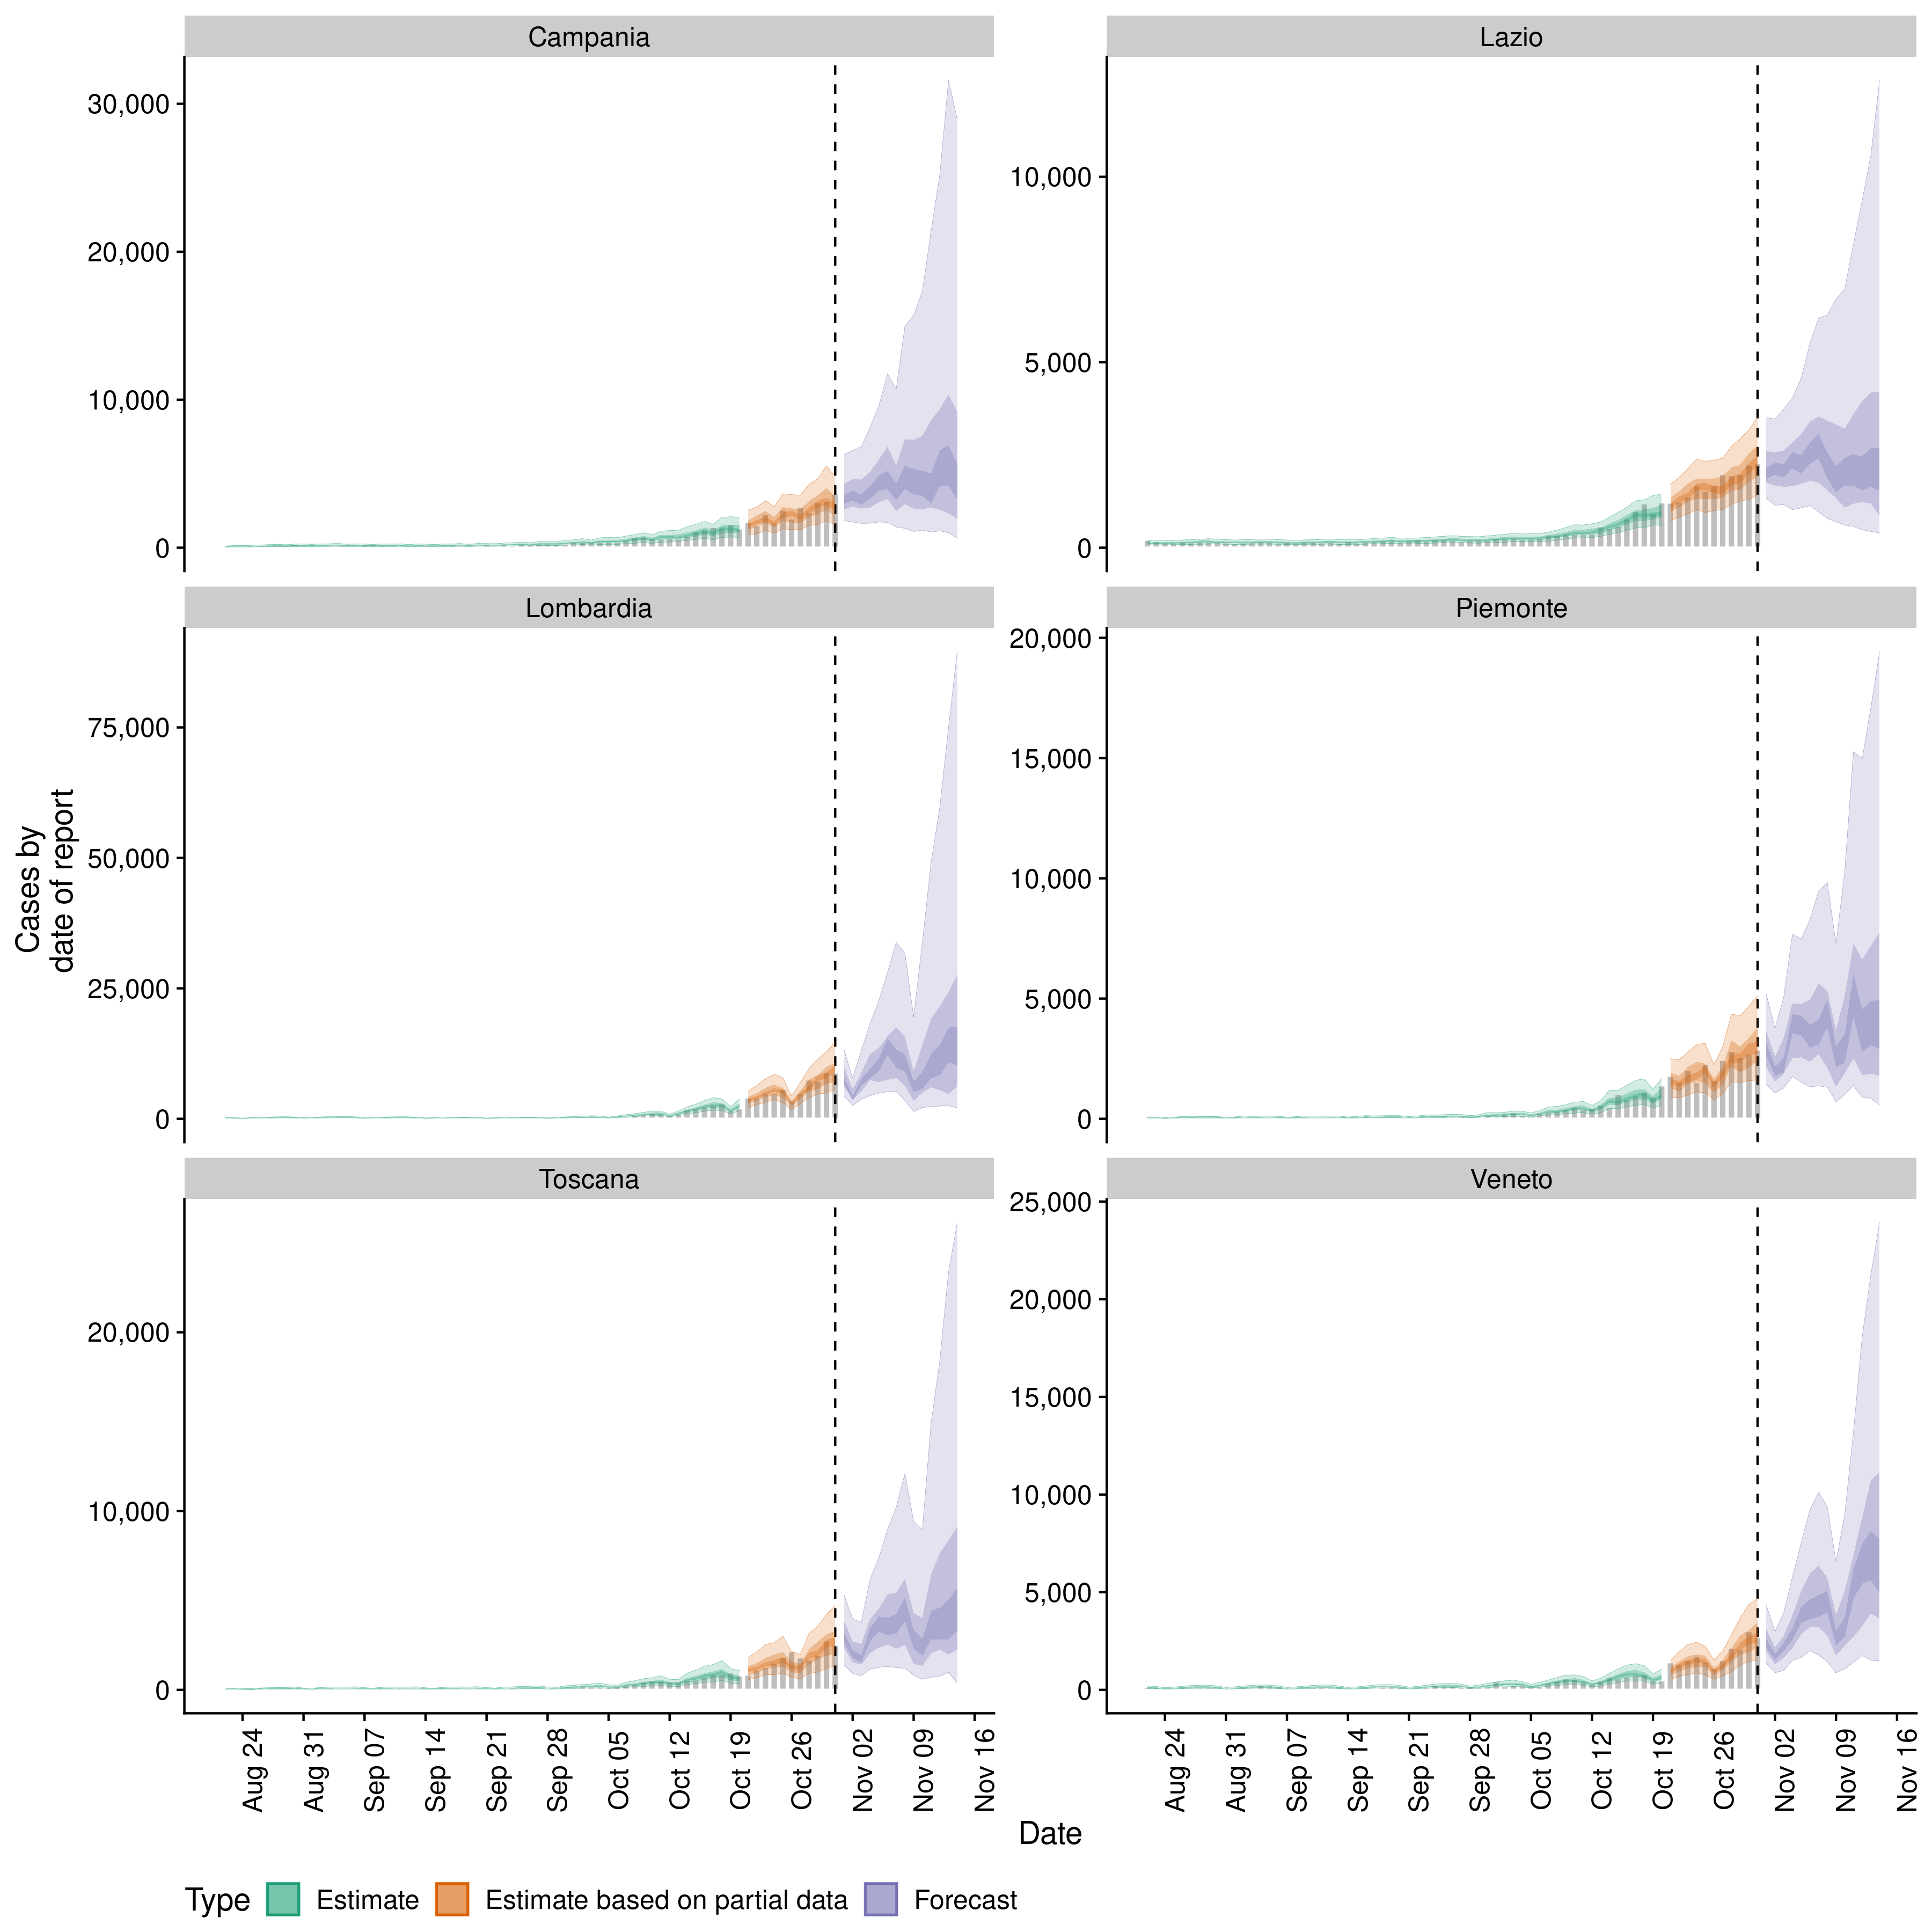 Campania
Lazio
30,000
20,000
10,000
0
10,000
5,000
0
Lombardia
Piemonte
75,000
50,000
25,000
0
20,000
15,000
10,000
5,000
0
Cases by
date of report
Toscana
Veneto
20,000
10,000
0
25,000
20,000
15,000
10,000
5,000
0
Aug 24
Aug 31
Sep 07
Sep 14
Sep 21
Sep 28
Oct 05
Oct 12
Oct 19
Oct 26
Nov 02
Nov 09
Nov 16
Aug 24
Aug 31
Sep 07
Sep 14
Sep 21
Sep 28
Oct 05
Oct 12
Oct 19
Oct 26
Nov 02
Nov 09
Nov 16
Date
Type Estimate Estimate based on partial data Forecast